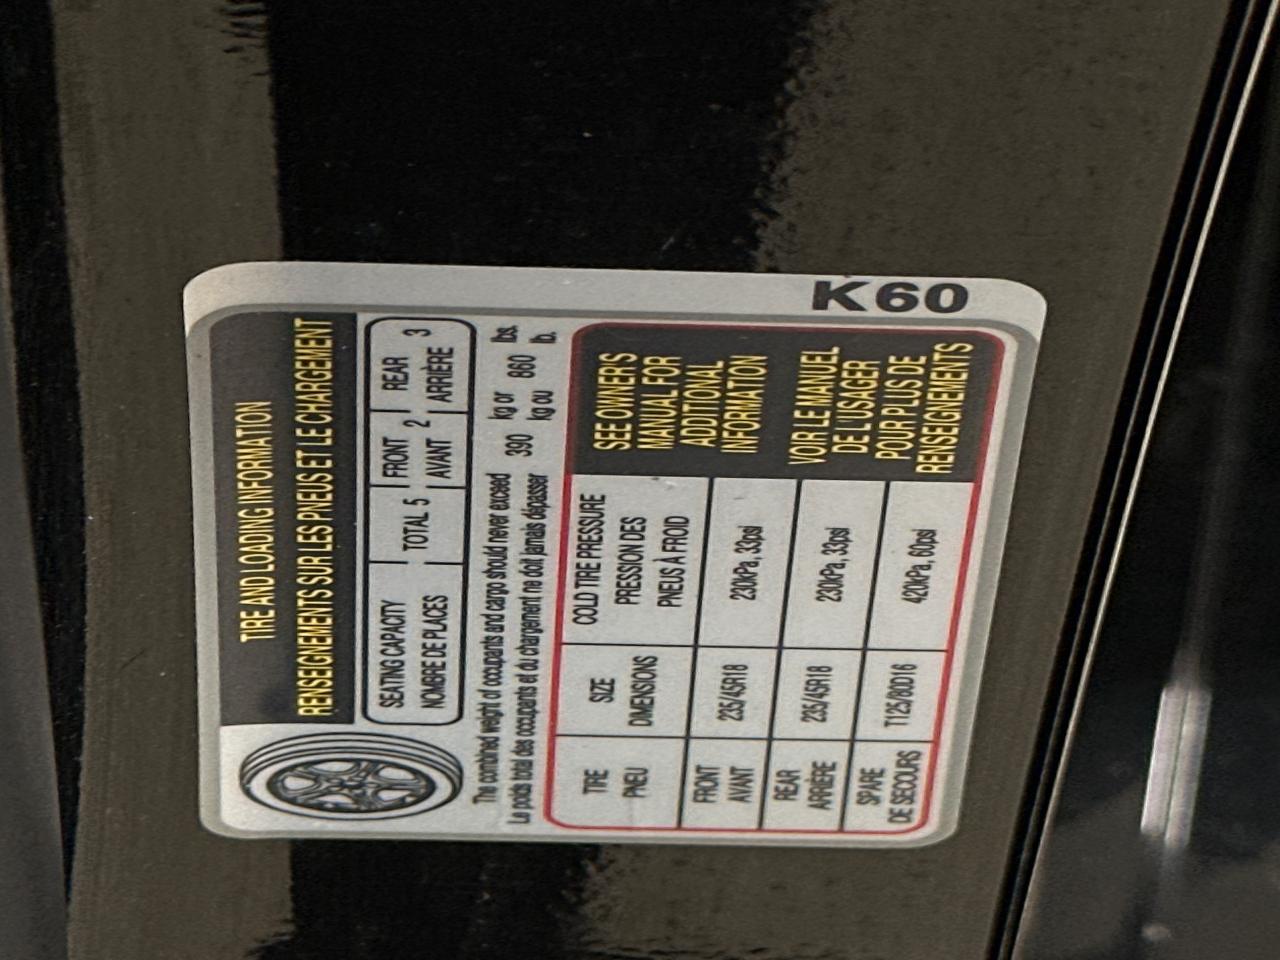 TIRE AND LOADING INFORMATION
RENSEIGNEMENTS SUR LES PNEUS ET LE CHARGEMENT
SEATING CAPACITY
NOMBRE DE PLACES
TOTAL 5
FRONT
AVANT
2
REAR
ARRIÈRE
3
The combined weight of occupants and cargo should never exceed 390 kg or 860 lbs.
Le poids total des occupants et du chargement ne doit jamais dépasser kg ou lb.
TIRE
PNEU
SIZE
DIMENSIONS
COLD TIRE PRESSURE
PRESSION DES
PNEUS À FROID
FRONT
AVANT
235/45R18
230kPa, 33psi
REAR
ARRIÈRE
235/45R18
230kPa, 33psi
SPARE
DE SECOURS
T125/80D16
420kPa, 60psi
SEE OWNER'S
MANUAL FOR
ADDTIONAL
INFORMATION
VOIR LE MANUEL
DE L'USAGER
POUR PLUS DE
RENSEIGNEMENTS
K60